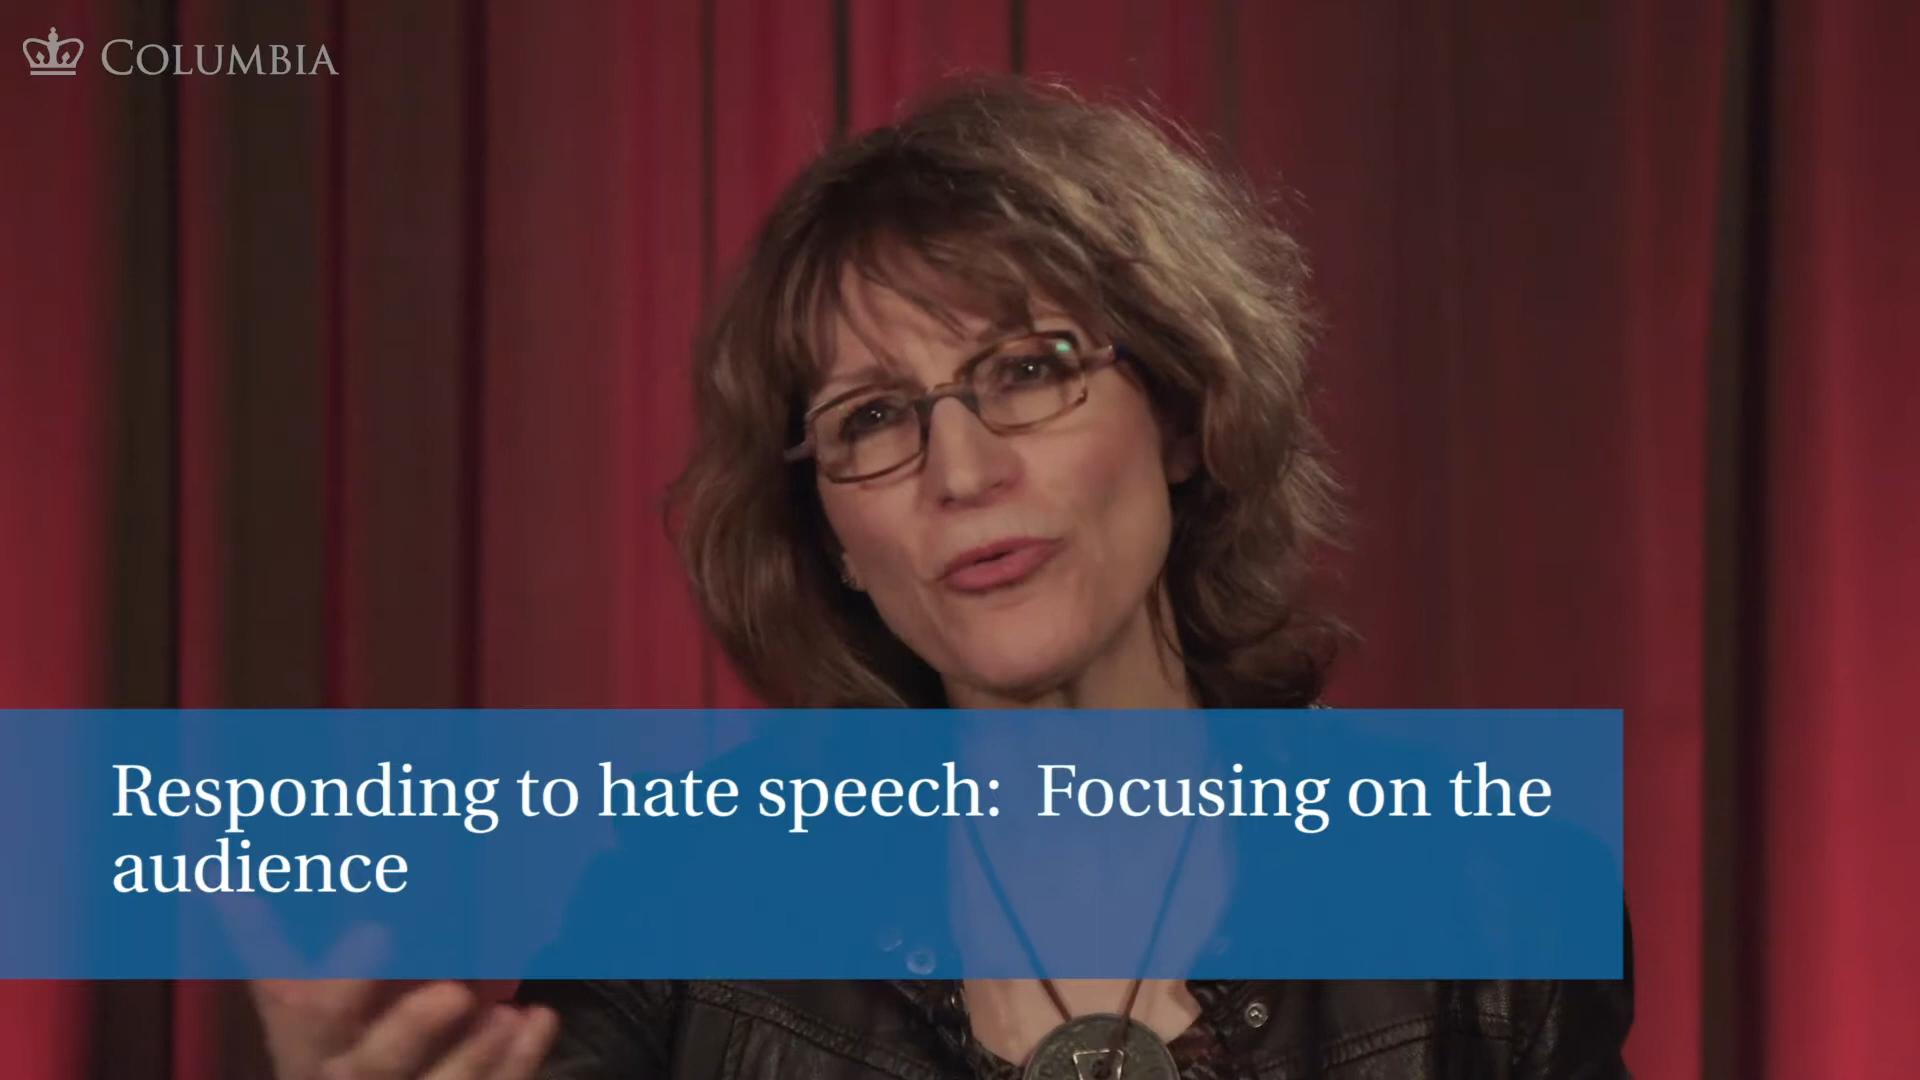 COLUMBIA
Responding to hate speech: Focusing on the
audience